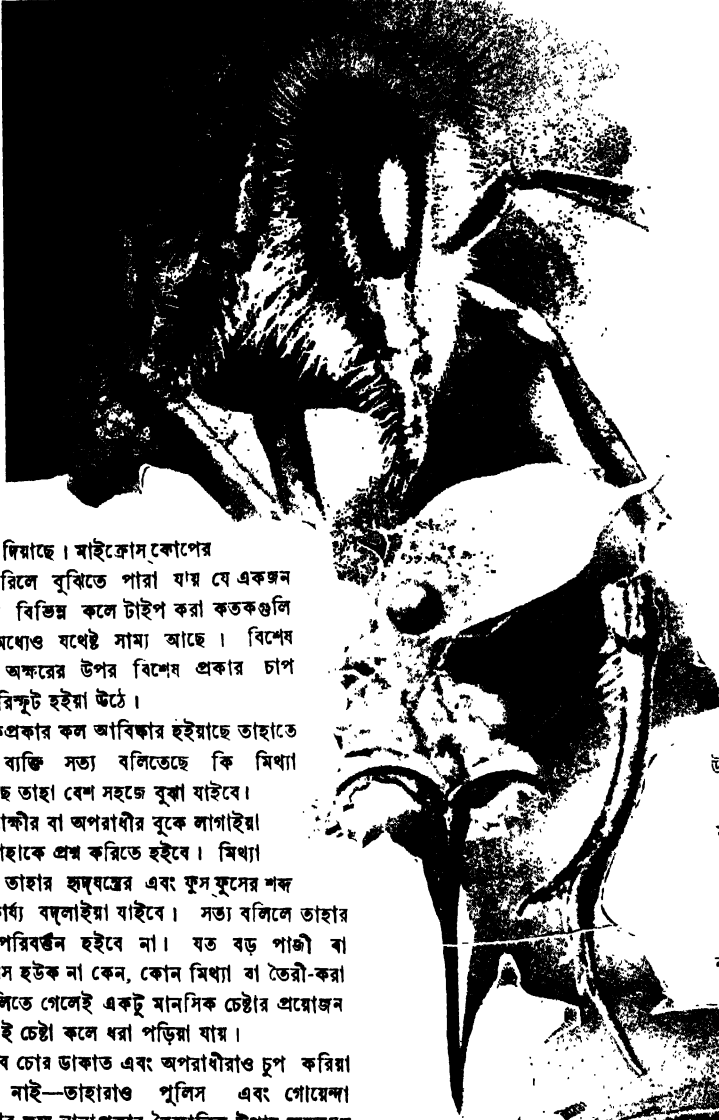 দিয়াছে। মাইক্রোস্‌কোপের
রিলে বুঝিতে পারা যায় যে একজন
বিভিন্ন কলে টাইপ করা কতকগুলি
মধ্যেও যথেষ্ট সাম্য আছে। বিশেষ
অক্ষরের উপর বিশেষ প্রকার চাপ
রিস্ফুট হইয়া উঠে।
কপ্রকার কল আবিষ্কার হইয়াছে তাহাতে
ব্যক্তি সত্য বলিতেছে কি মিথ্যা
ছে তাহা বেশ সহজে বুঝা যাইবে।
াক্ষীর বা অপরাধীর বুকে লাগাইয়া
াহাকে প্রশ্ন করিতে হইবে। মিথ্যা
তাহার হৃদ্‌যন্ত্রের এবং ফুস্‌ফুসের শব্দ
কার্য্য বদ্‌লাইয়া যাইবে। সত্য বলিলে তাহার
পরিবর্ত্তন হইবে না। যত বড় পাজী বা
সে হউক না কেন, কোন মিথ্যা বা তৈরী-করা
লিতে গেলেই একটু মানসিক চেষ্টার প্রয়োজন
ই চেষ্টা কলে ধরা পড়িয়া যায়।
ব চোর ডাকাত এবং অপরাধীরাও চুপ করিয়া
নাই—তাহারাও পুলিস এবং গোয়েন্দা